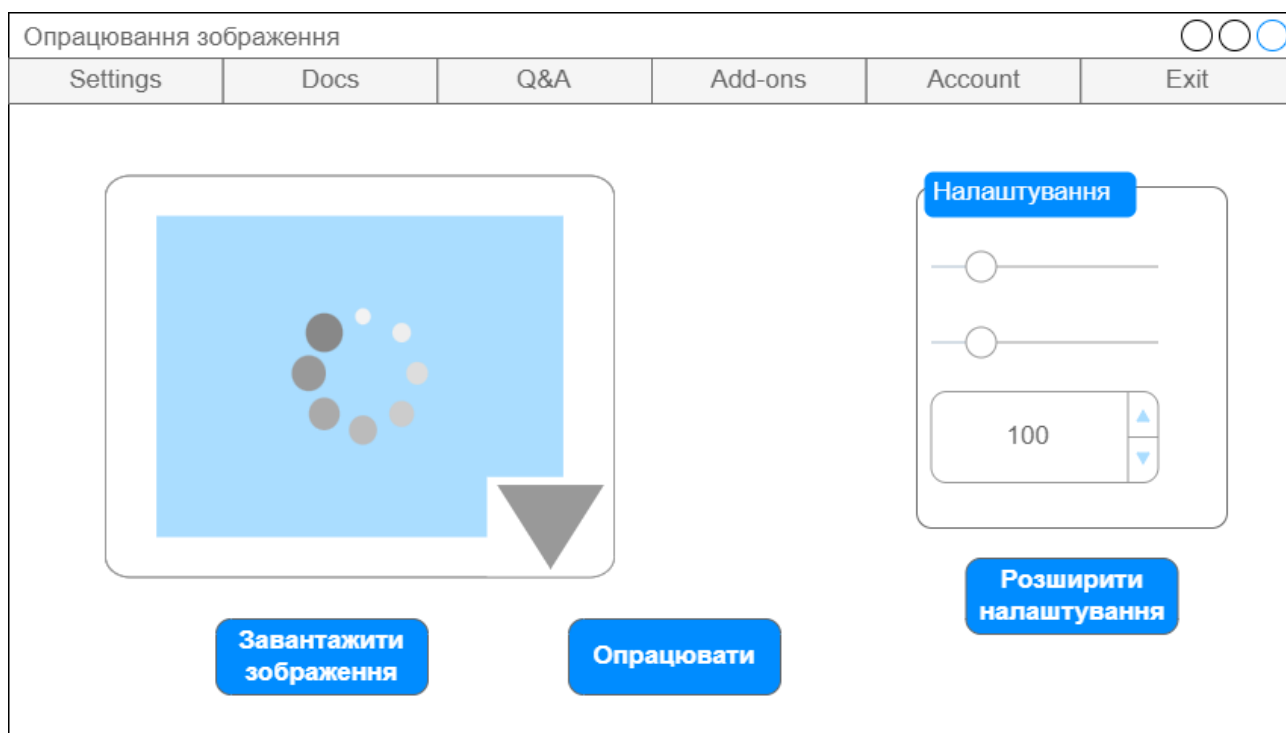 Опрацювання зображення
Settings
Docs
Q&A
Add-ons
Account
Exit
Налаштування
100
Розширити
налаштування
Завантажити
зображення
Опрацювати